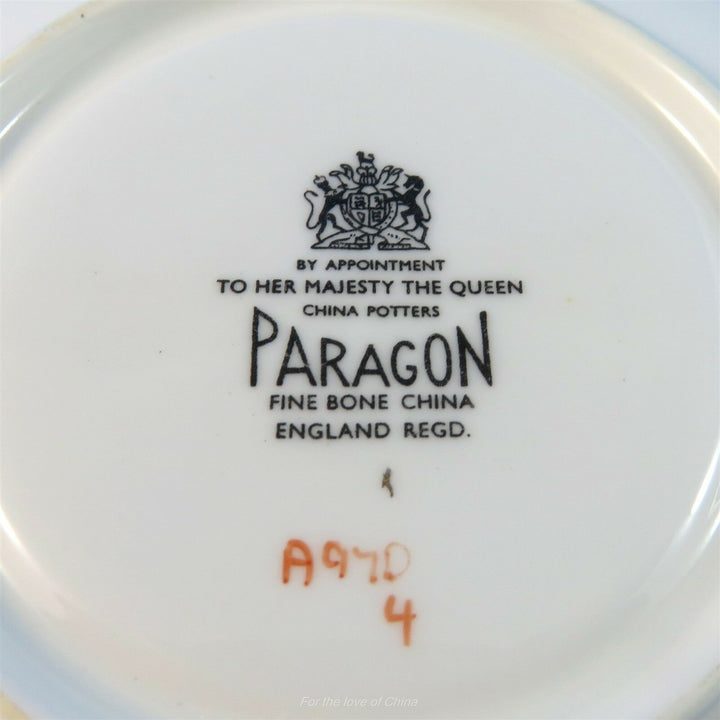 BY APPOINTMENT
TO HER MAJESTY THE QUEEN
CHINA POTTERS
PARAGON
FINE BONE CHINA
ENGLAND REGD.
4
For the love of China